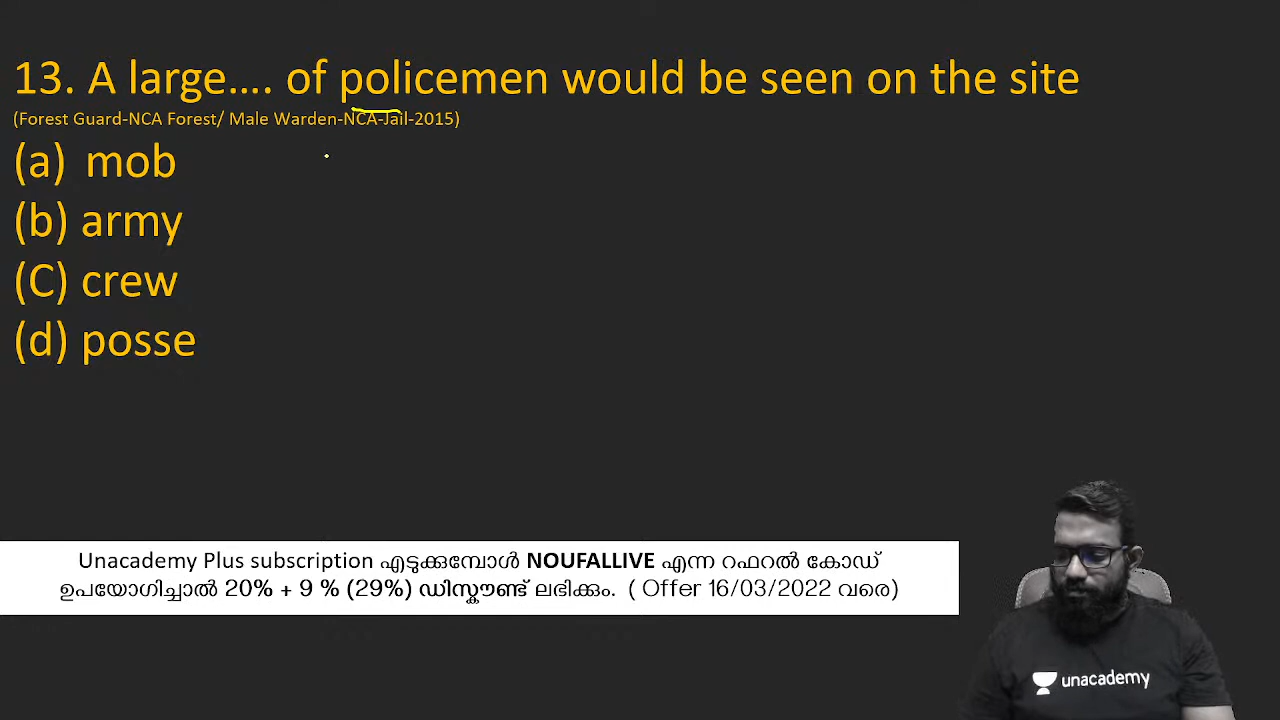 13. A large.... of policemen would be seen on the site
(Forest Guard-NCA Forest/ Male Warden-NCA-Jail-2015)
(a) mob
(b) army
(C) crew
(d) posse
Unacademy Plus subscription എടുക്കുമ്പോൾ NOUFALLIVE എന്ന റഫറൽ കോഡ്
ഉപയോഗിച്ചാൽ 20% + 9 % (29%) ഡിസ്കൗണ്ട് ലഭിക്കും. ( Offer 16/03/2022 വരെ)
unacademy